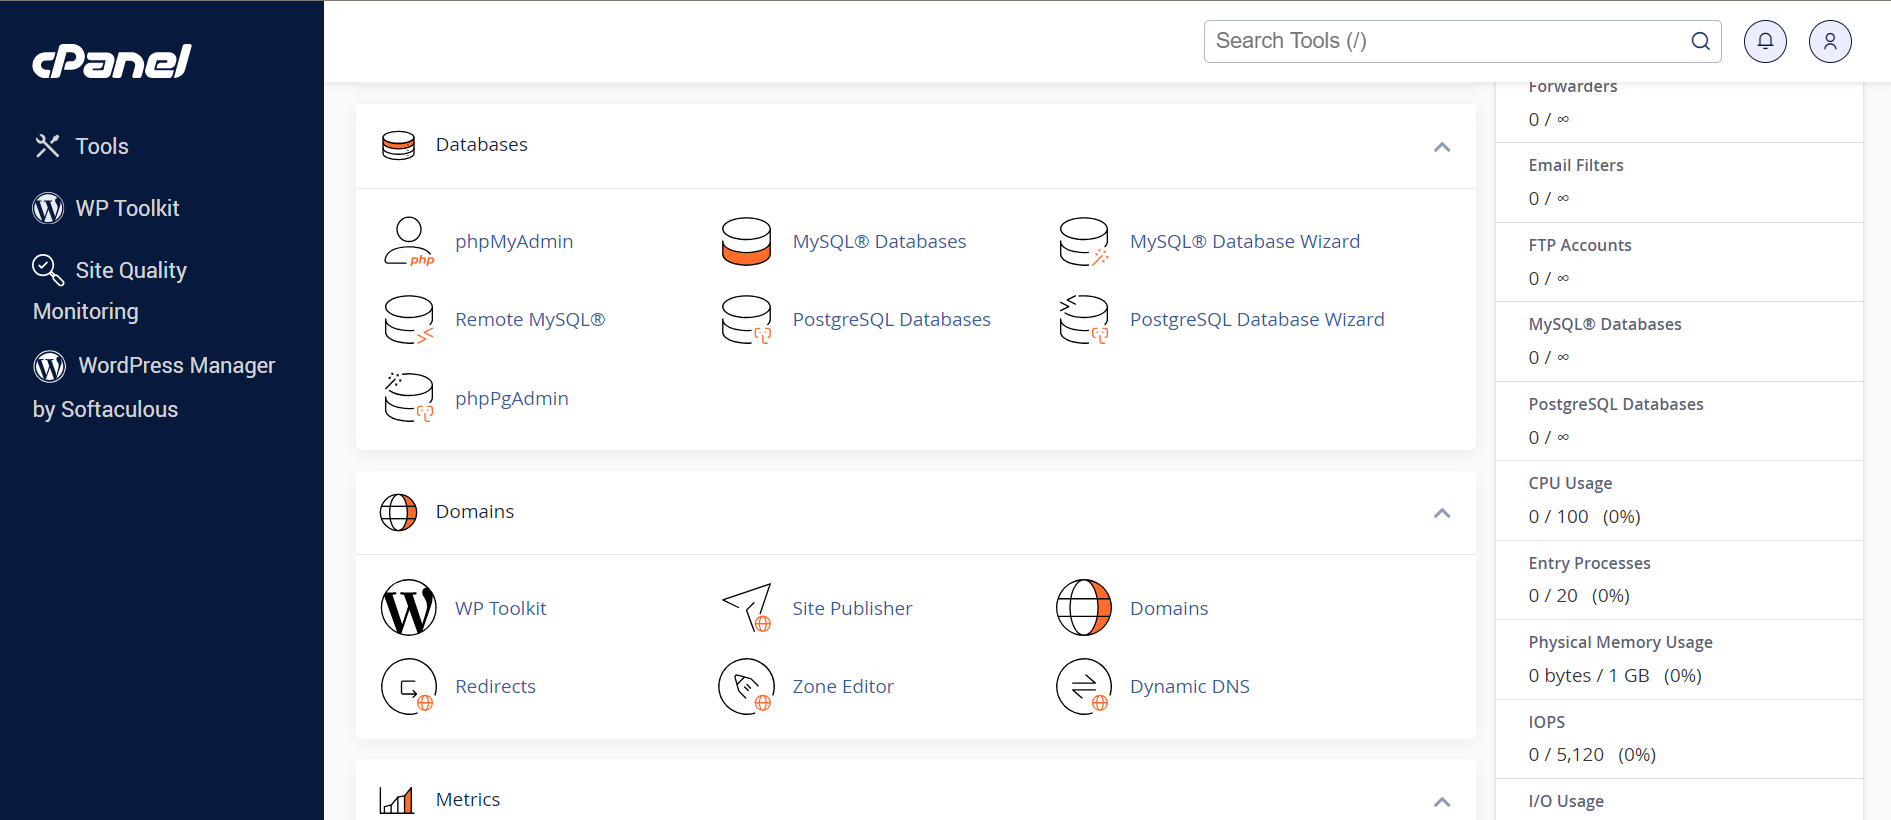 cPanel
Tools
WP Toolkit
Site Quality
Monitoring
WordPress Manager
by Softaculous
Search Tools (/)
Databases
phpMyAdmin
php
MySQL® Databases
MySQL® Database Wizard
Remote MySQL®
PostgreSQL Databases
PostgreSQL Database Wizard
phpPgAdmin
Domains
WP Toolkit
Site Publisher
Domains
Redirects
Zone Editor
Dynamic DNS
Metrics
Forwarders
0 / ∞
Email Filters
0 / ∞
FTP Accounts
0 / ∞
MySQL® Databases
0 / ∞
PostgreSQL Databases
0 / ∞
CPU Usage
0 / 100 (0%)
Entry Processes
0 / 20 (0%)
Physical Memory Usage
0 bytes / 1 GB (0%)
IOPS
0 / 5,120 (0%)
I/O Usage